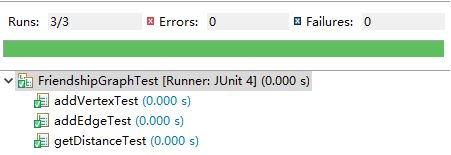 Runs: 3/3 Errors: 0 Failures: 0
FriendshipGraphTest [Runner: JUnit 4] (0.000 s)
addVertexTest (0.000 s)
addEdgeTest (0.000 s)
getDistanceTest (0.000 s)